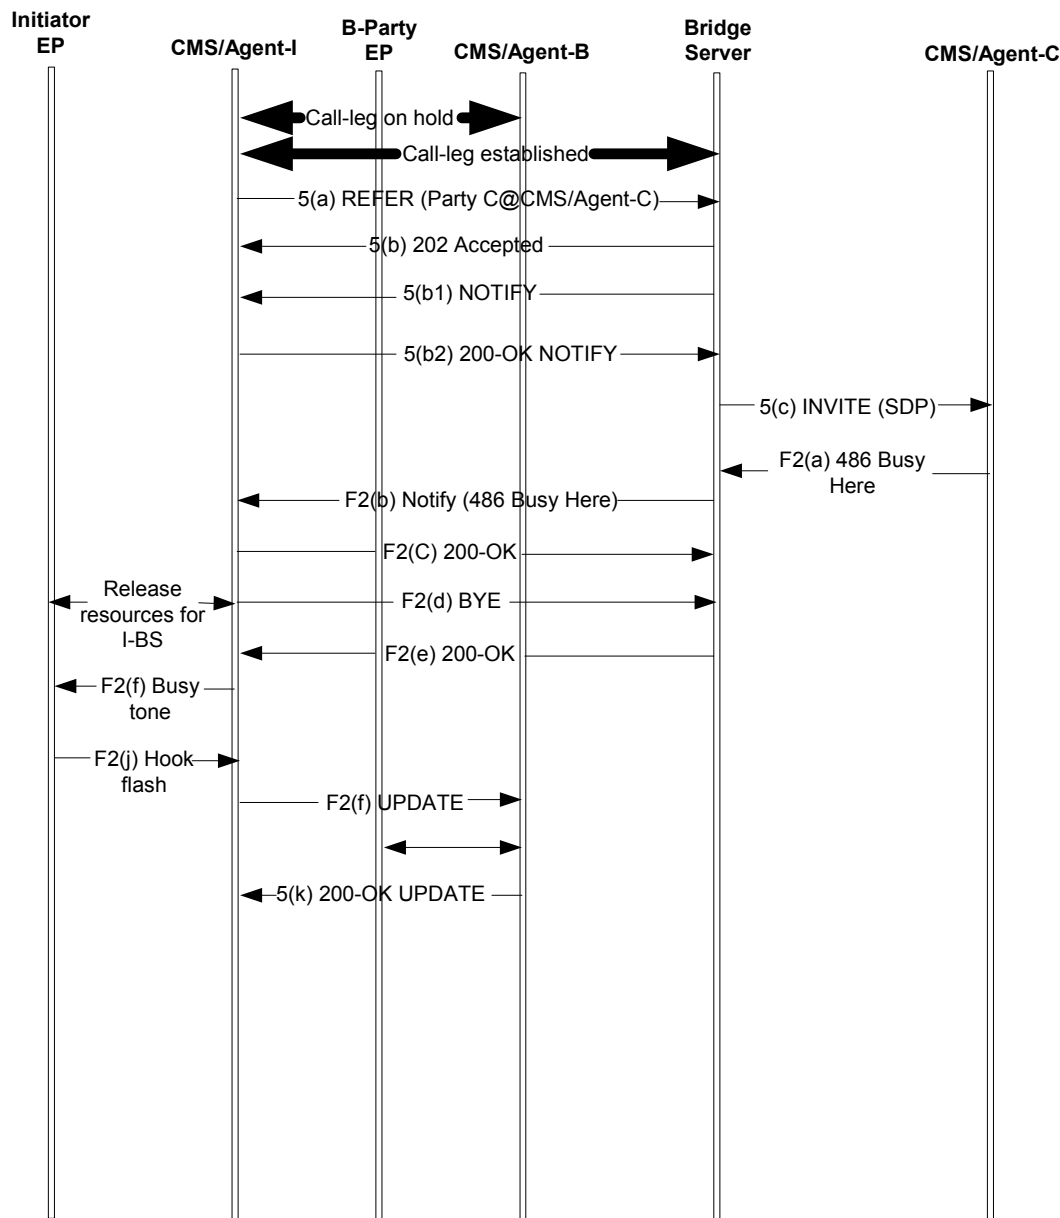 Initiator
EP
CMS/Agent-I
B-Party
EP
CMS/Agent-B
Bridge
Server
CMS/Agent-C
Call-leg on hold
Call-leg established
5(a) REFER (Party C@CMS/Agent-C)
5(b) 202 Accepted
5(b1) NOTIFY
5(b2) 200-OK NOTIFY
5(c) INVITE (SDP)
F2(a) 486 Busy
Here
F2(b) Notify (486 Busy Here)
F2(C) 200-OK
Release
resources for
I-BS
F2(d) BYE
F2(e) 200-OK
F2(f) Busy
tone
F2(j) Hook
flash
F2(f) UPDATE
5(k) 200-OK UPDATE